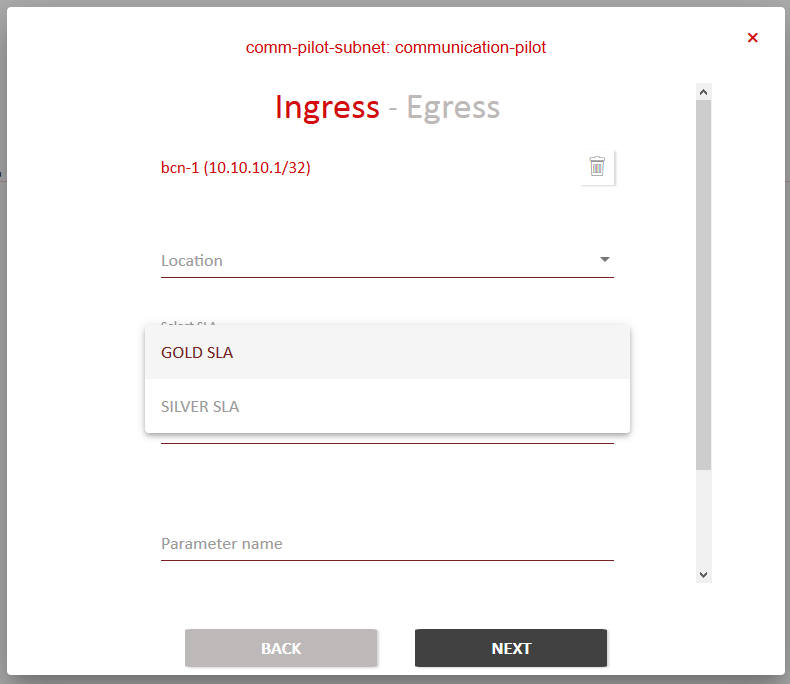 comm-pilot-subnet: communication-pilot
×
Ingress - Egress
bcn-1 (10.10.10.1/32)
Location
Select SLA
GOLD SLA
SILVER SLA
Parameter name
BACK
NEXT